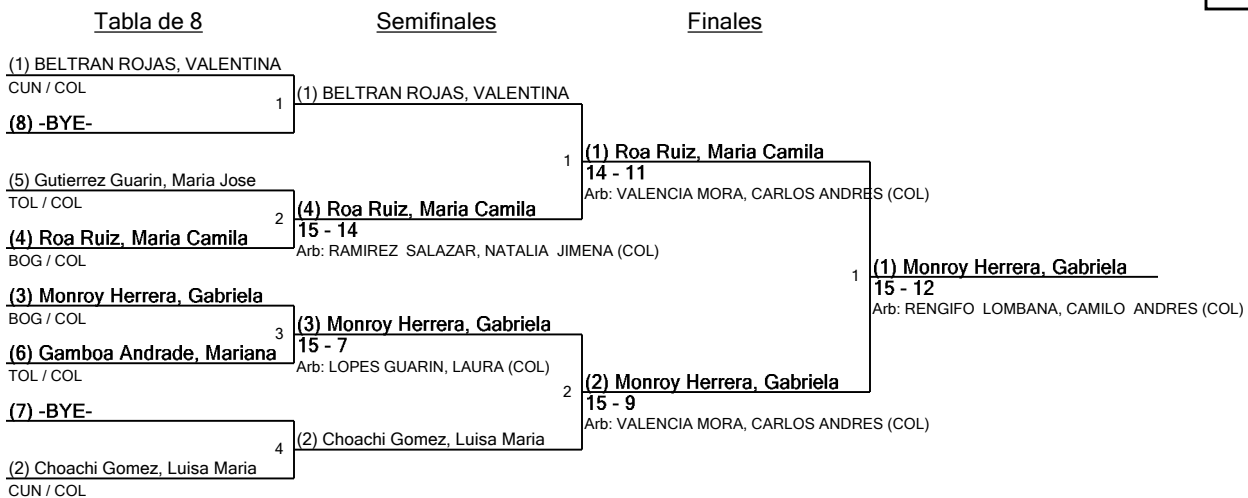 Tabla de 8
Semifinales
Finales
(1) BELTRAN ROJAS, VALENTINA
CUN / COL
(8) -BYE-
(5) Gutierrez Guarin, Maria Jose
TOL / COL
(4) Roa Ruiz, Maria Camila
BOG / COL
(3) Monroy Herrera, Gabriela
BOG / COL
(6) Gamboa Andrade, Mariana
TOL / COL
(7) -BYE-
(2) Choachi Gomez, Luisa Maria
CUN / COL
1
(1) BELTRAN ROJAS, VALENTINA
2
(4) Roa Ruiz, Maria Camila
15 - 14
Arb: RAMIREZ SALAZAR, NATALIA JIMENA (COL)
3
(3) Monroy Herrera, Gabriela
15 - 7
Arb: LOPES GUARIN, LAURA (COL)
4
(2) Choachi Gomez, Luisa Maria
1
(1) Roa Ruiz, Maria Camila
14 - 11
Arb: VALENCIA MORA, CARLOS ANDRES (COL)
2
(2) Monroy Herrera, Gabriela
15 - 9
Arb: VALENCIA MORA, CARLOS ANDRES (COL)
1
(1) Monroy Herrera, Gabriela
15 - 12
Arb: RENGIFO LOMBANA, CAMILO ANDRES (COL)